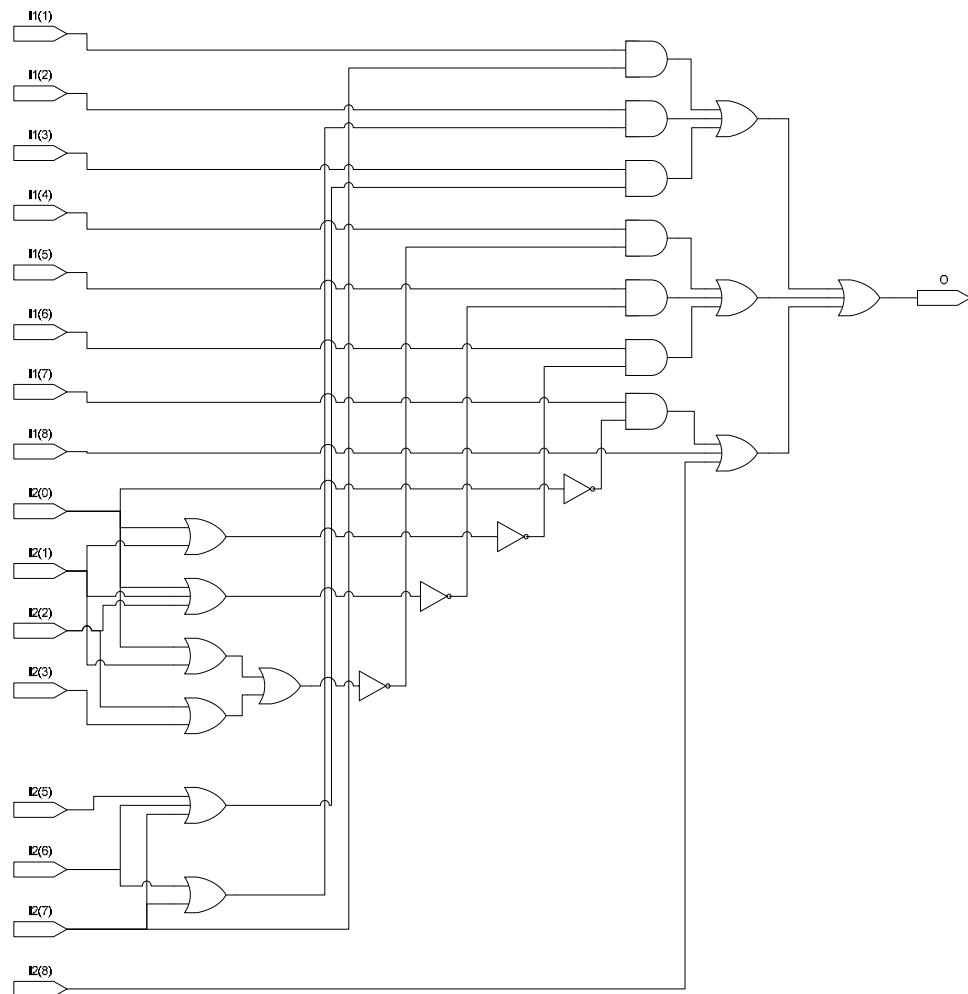 I1(1)
I1(2)
I1(3)
I1(4)
I1(5)
I1(6)
I1(7)
I1(8)
I2(0)
I2(1)
I2(2)
I2(3)
I2(5)
I2(6)
I2(7)
I2(8)
O